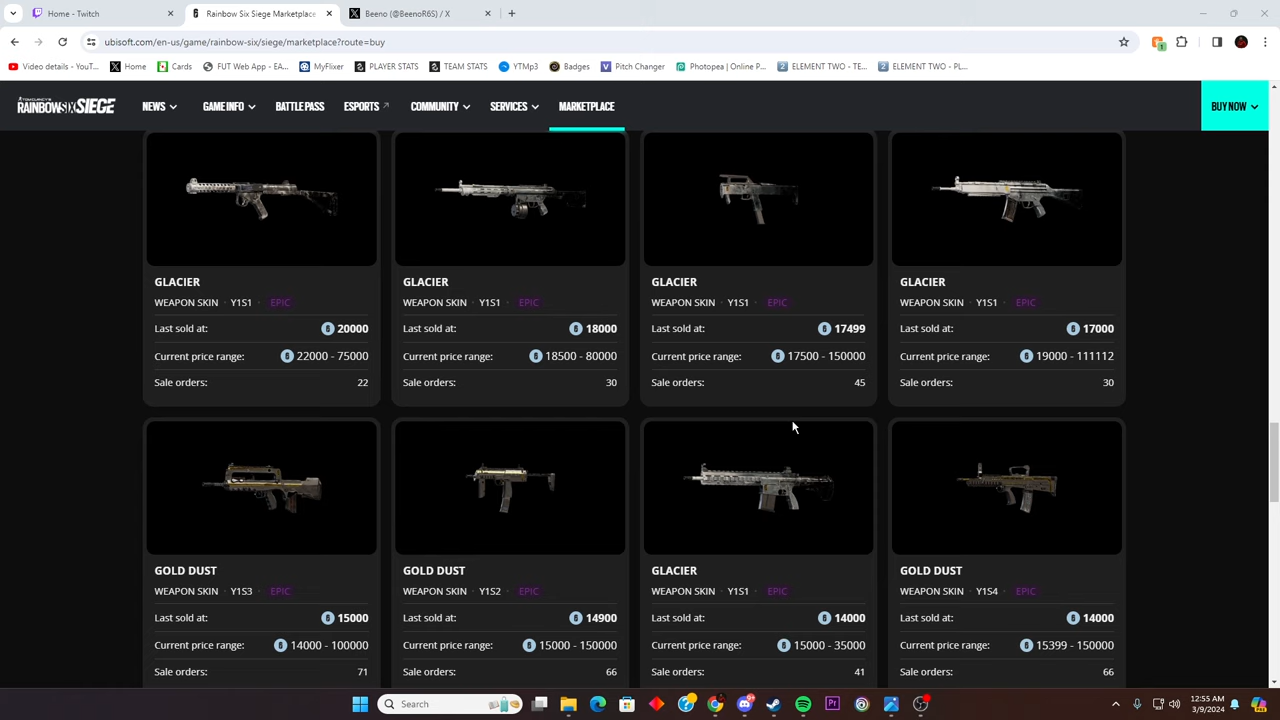 Home - Twitch
Rainbow Six Siege Marketplace
Beeno (@BeenoR6S) / X
ubisoft.com/en-us/game/rainbow-six/siege/marketplace?route=buy
Video details - YouT...
Home
Cards
FUT Web App - EA...
MyFlixer
PLAYER STATS
TEAM STATS
YTMp3
Badges
Pitch Changer
Photopea | Online P...
ELEMENT TWO - TE...
ELEMENT TWO - PL...
RAINBOWSIXSIEGE
NEWS
GAME INFO
BATTLE PASS
ESPORTS
COMMUNITY
SERVICES
MARKETPLACE
BUY NOW
GLACIER
WEAPON SKIN · Y1S1 · EPIC
Last sold at: 20000
Current price range: 22000 - 75000
Sale orders: 22
GLACIER
WEAPON SKIN · Y1S1 · EPIC
Last sold at: 18000
Current price range: 18500 - 80000
Sale orders: 30
GLACIER
WEAPON SKIN · Y1S1 · EPIC
Last sold at: 17499
Current price range: 17500 - 150000
Sale orders: 45
GLACIER
WEAPON SKIN · Y1S1 · EPIC
Last sold at: 17000
Current price range: 19000 - 111112
Sale orders: 30
GOLD DUST
WEAPON SKIN · Y1S3 · EPIC
Last sold at: 15000
Current price range: 14000 - 100000
Sale orders: 71
GOLD DUST
WEAPON SKIN · Y1S2 · EPIC
Last sold at: 14900
Current price range: 15000 - 150000
Sale orders: 66
GLACIER
WEAPON SKIN · Y1S1 · EPIC
Last sold at: 14000
Current price range: 15000 - 35000
Sale orders: 41
GOLD DUST
WEAPON SKIN · Y1S4 · EPIC
Last sold at: 14000
Current price range: 15399 - 150000
Sale orders: 66
Search
12:55 AM
3/9/2024